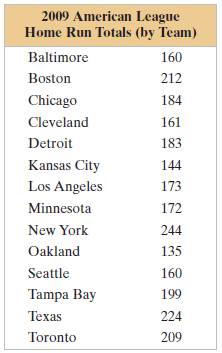 2009 American League
Home Run Totals (by Team)
Baltimore 160
Boston 212
Chicago 184
Cleveland 161
Detroit 183
Kansas City 144
Los Angeles 173
Minnesota 172
New York 244
Oakland 135
Seattle 160
Tampa Bay 199
Texas 224
Toronto 209